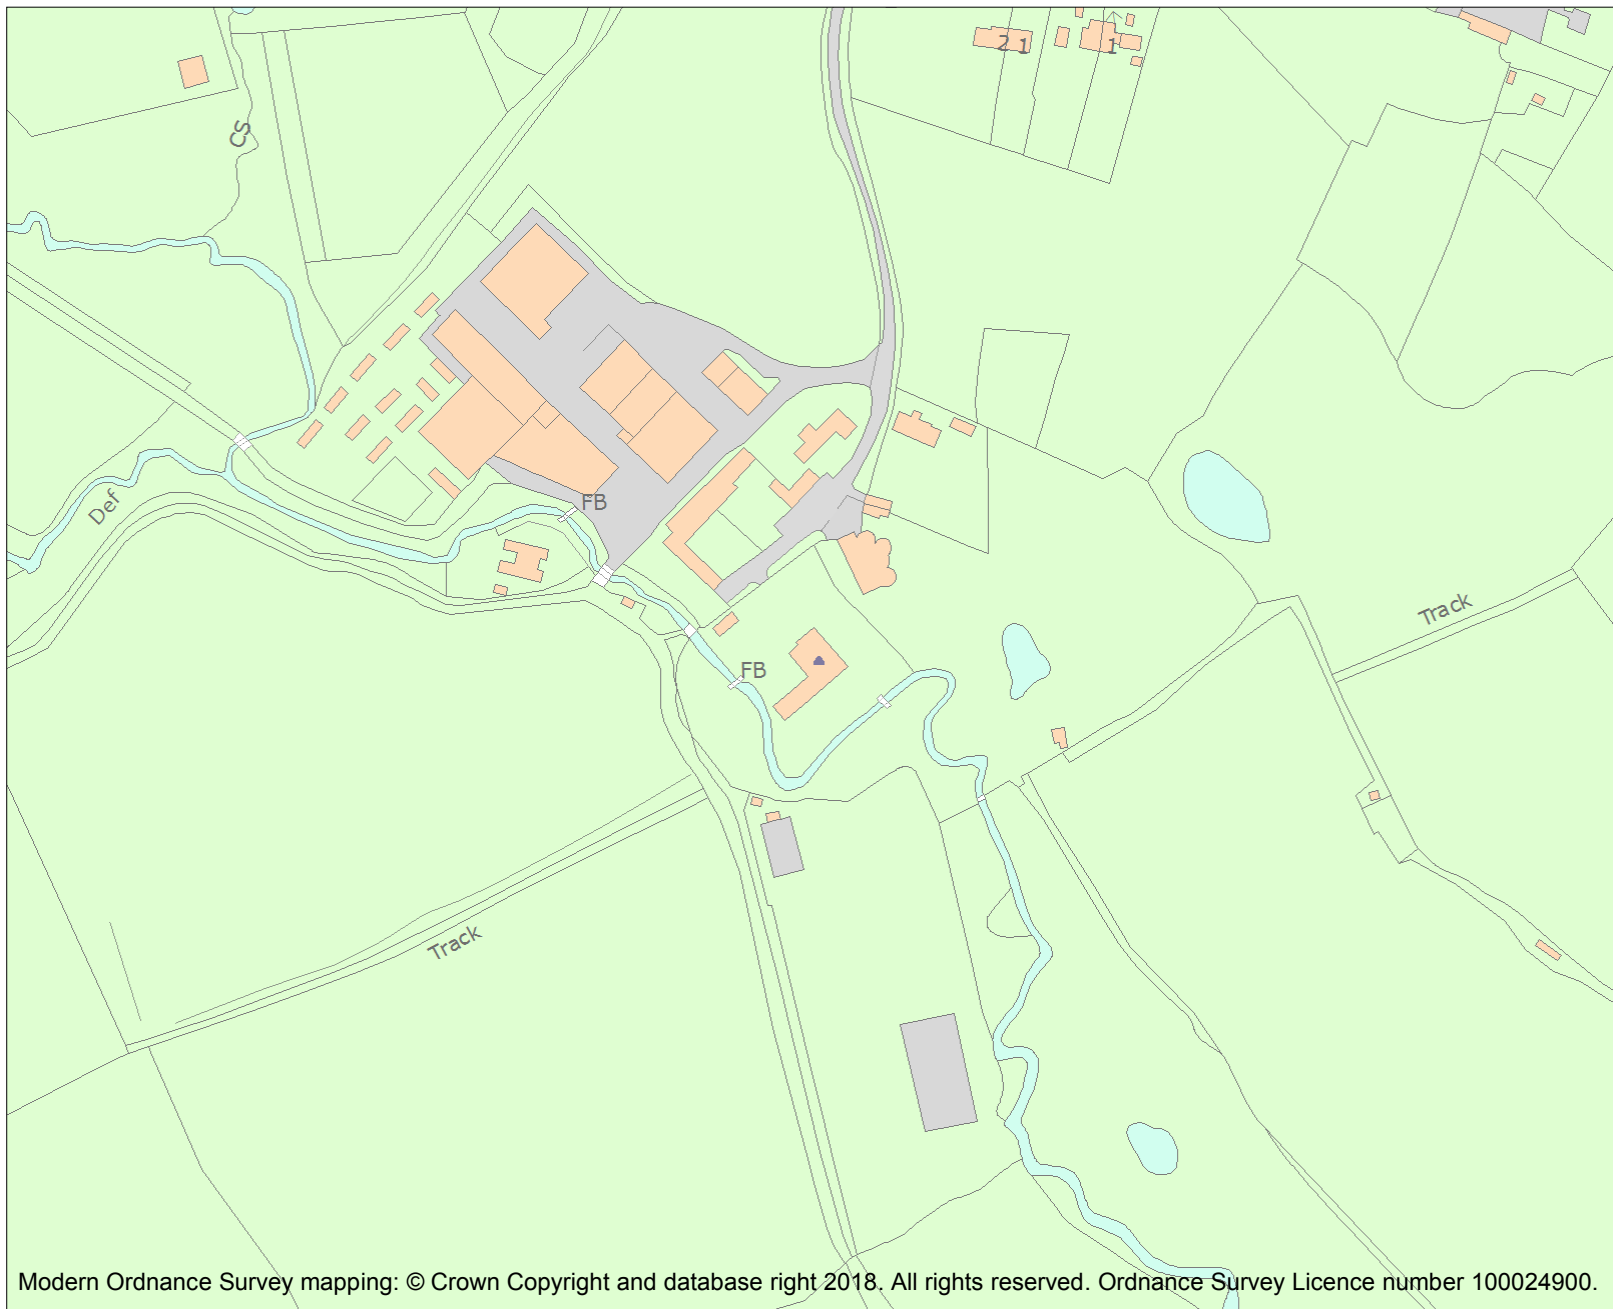 2 1
1
CS
Def
FB
Track
FB
Track
Modern Ordnance Survey mapping: © Crown Copyright and database right 2018. All rights reserved. Ordnance Survey Licence number 100024900.